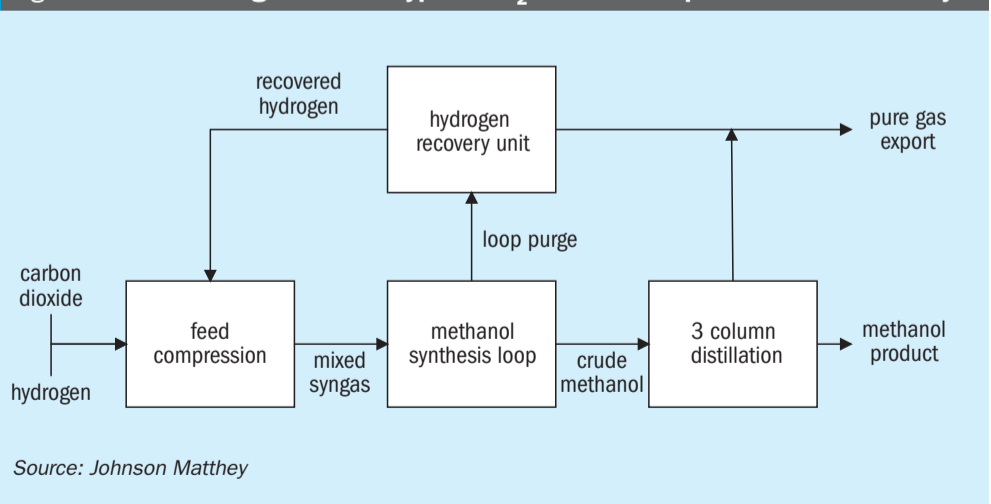 recovered
hydrogen
hydrogen
recovery unit
pure gas
export
loop purge
carbon
dioxide
feed
compression
methanol
synthesis loop
3 column
distillation
methanol
product
mixed
syngas
crude
methanol
hydrogen
Source: Johnson Matthey